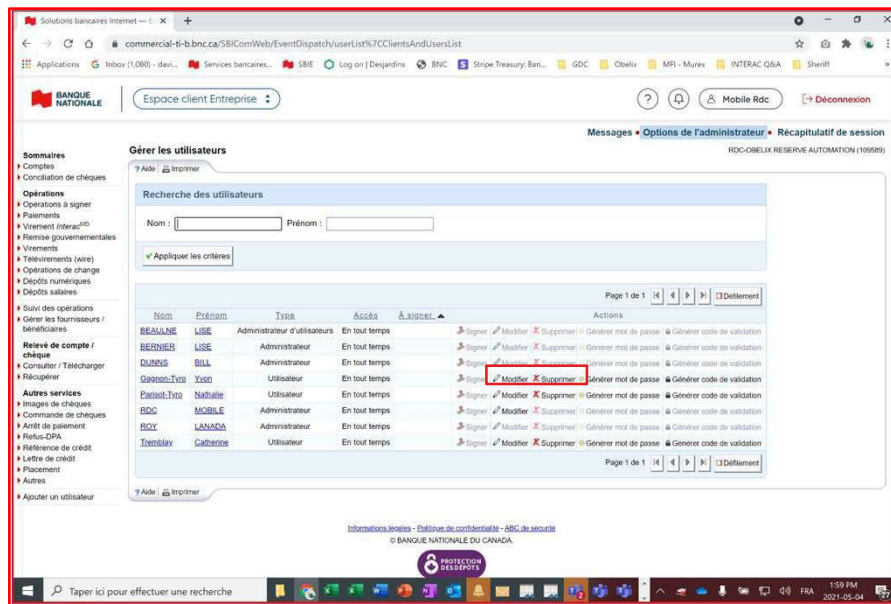 Solutions bancaires Internet —
commercial-ti-b.bnc.ca/SBIComWeb/EventDispatch/userList%7CClientsAndUsersList
Applications Inbox (1,080) - davi... Services bancaires... SBIE Log on | Desjardins BNC Stripe Treasury: Ban... GDC Obelix MFI - Murex INTERAC Q&A Sheriff
BANQUE NATIONALE
Espace client Entreprise
Mobile Rdc
Déconnexion
Messages Options de l'administrateur Récapitulatif de session
RDC-OBELIX RESERVE AUTOMATION (109589)
Sommaires
Comptes
Conciliation de chèques
Opérations
Opérations à signer
Paiements
Virement Interac MD
Remise gouvernementales
Virements
Télévirements (wire)
Opérations de change
Dépôts numériques
Dépôts salaires
Suivi des opérations
Gérer les fournisseurs /
bénéficiaires
Relevé de compte /
chèque
Consulter / Télécharger
Récupérer
Autres services
Images de chèques
Commande de chèques
Arrêt de paiement
Refus-DPA
Référence de crédit
Lettre de crédit
Placement
Autres
Ajouter un utilisateur
Gérer les utilisateurs
? Aide Imprimer
Recherche des utilisateurs
Nom : Prénom :
Appliquer les critères
Page 1 de 1 Défilement
Nom Prénom Type Accès À signer Actions
BEAULNE LISE Administrateur d'utilisateurs En tout temps Signer Modifier Supprimer Générer mot de passe Générer code de validation
BERNIER LISE Administrateur En tout temps Signer Modifier Supprimer Générer mot de passe Générer code de validation
DUNNS BILL Administrateur En tout temps Signer Modifier Supprimer Générer mot de passe Générer code de validation
Gagnon-Tyro Yvon Utilisateur En tout temps Signer Modifier Supprimer Générer mot de passe Générer code de validation
Parisot-Tyro Nathalie Utilisateur En tout temps Signer Modifier Supprimer Générer mot de passe Générer code de validation
RDC MOBILE Administrateur En tout temps Signer Modifier Supprimer Générer mot de passe Générer code de validation
ROY LANADA Administrateur En tout temps Signer Modifier Supprimer Générer mot de passe Générer code de validation
Tremblay Catherine Utilisateur En tout temps Signer Modifier Supprimer Générer mot de passe Générer code de validation
Page 1 de 1 Défilement
? Aide Imprimer
Informations légales - Politique de confidentialité - ABC de sécurité
© BANQUE NATIONALE DU CANADA.
PROTECTION DES DÉPÔTS
Taper ici pour effectuer une recherche
FRA
1:59 PM
2021-05-04